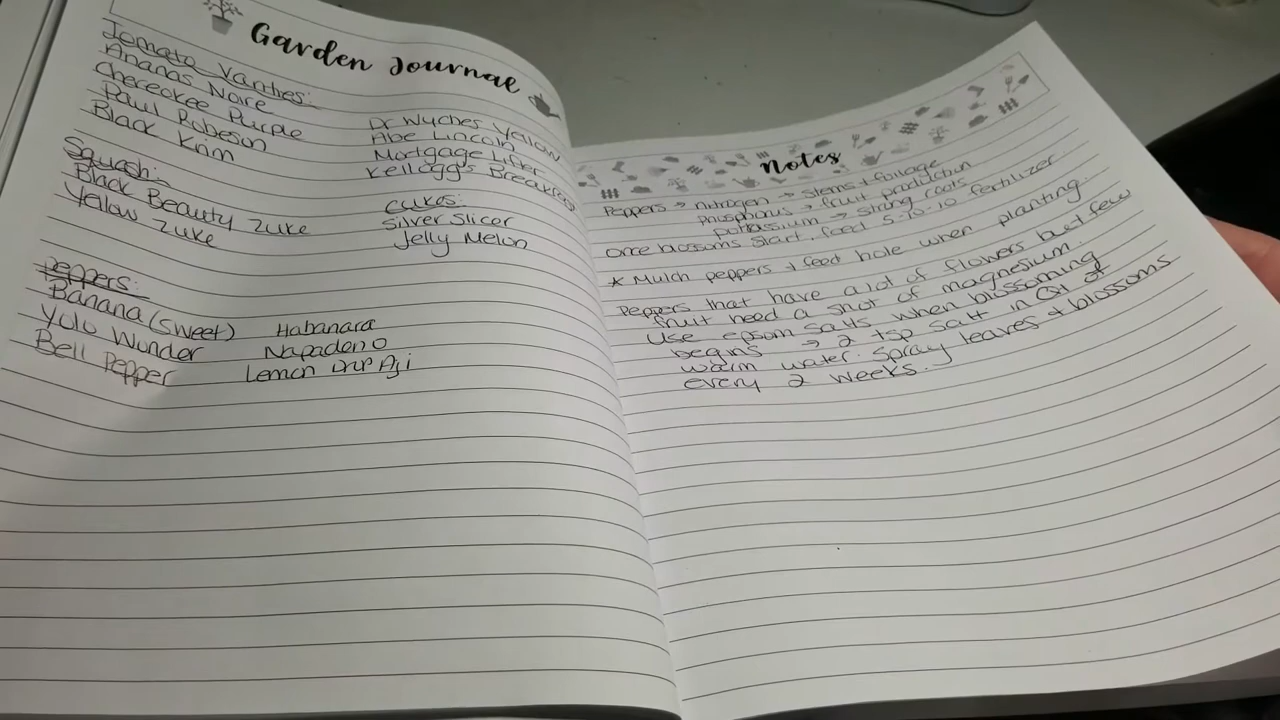 Garden Journal
Tomato Varities:
Ananas Noire
Chereokee Purple
Paul Robeson
Black Krim
Dr Wyches Yellow
Abe Lincoln
Mortgage Lifter
Kellogg's Breakfast
Squash:
Black Beauty Zuke
Yellow Zuke
Cukes:
Silver Slicer
Jelly Melon
Peppers:
Banana (sweet)
Yolo Wunder
Bell Pepper
Habanara
Napadeno
Lemon Aji
Notes
Peppers → nitrogen → stems + foliage
Phosphorus → fruit production
potassium → strong roots
once blossoms start, feed 5-10-10 fertilizer
* Mulch peppers + feed hole when planting.
Peppers that have a lot of flowers but few
fruit need a shot of magnesium.
Use epsom salts when blossoming
begins → 2 tsp salt in Qt of
warm water. Spray leaves + blossoms
every 2 weeks.